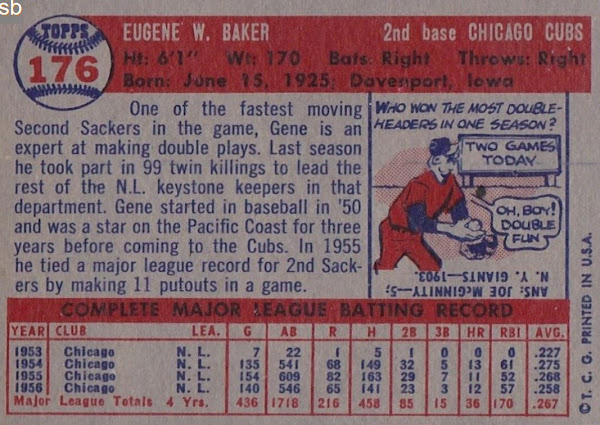 sb
TOPPS
176
EUGENE W. BAKER 2nd base CHICAGO CUBS
Ht: 6'1" Wt: 170 Bats: Right Throws: Right
Born: June 15, 1925; Davenport, Iowa
One of the fastest moving
Second Sackers in the game, Gene is an
expert at making double plays. Last season
he took part in 99 twin killings to lead the
rest of the N.L. keystone keepers in that
department. Gene started in baseball in '50
and was a star on the Pacific Coast for three
years before coming to the Cubs. In 1955
he tied a major league record for 2nd Sack-
ers by making 11 putouts in a game.
WHO WON THE MOST DOUBLE-
HEADERS IN ONE SEASON?
TWO GAMES
TODAY
OH, BOY!
DOUBLE
FUN
ANS: JOE McGINNITY—5;
N. Y. GIANTS—1903.
COMPLETE MAJOR LEAGUE BATTING RECORD
YEAR CLUB LEA. G AB R H 2B 3B HR RBI AVG.
1953 Chicago N. L. 7 22 1 5 1 0 0 0 .227
1954 Chicago N. L. 135 541 68 149 32 5 13 61 .275
1955 Chicago N. L. 154 609 82 163 29 7 11 52 .268
1956 Chicago N. L. 140 546 65 141 23 3 12 57 .258
Major League Totals 4 Yrs. 436 1718 216 458 85 15 36 170 .267
© T. C. G. PRINTED IN U.S.A.